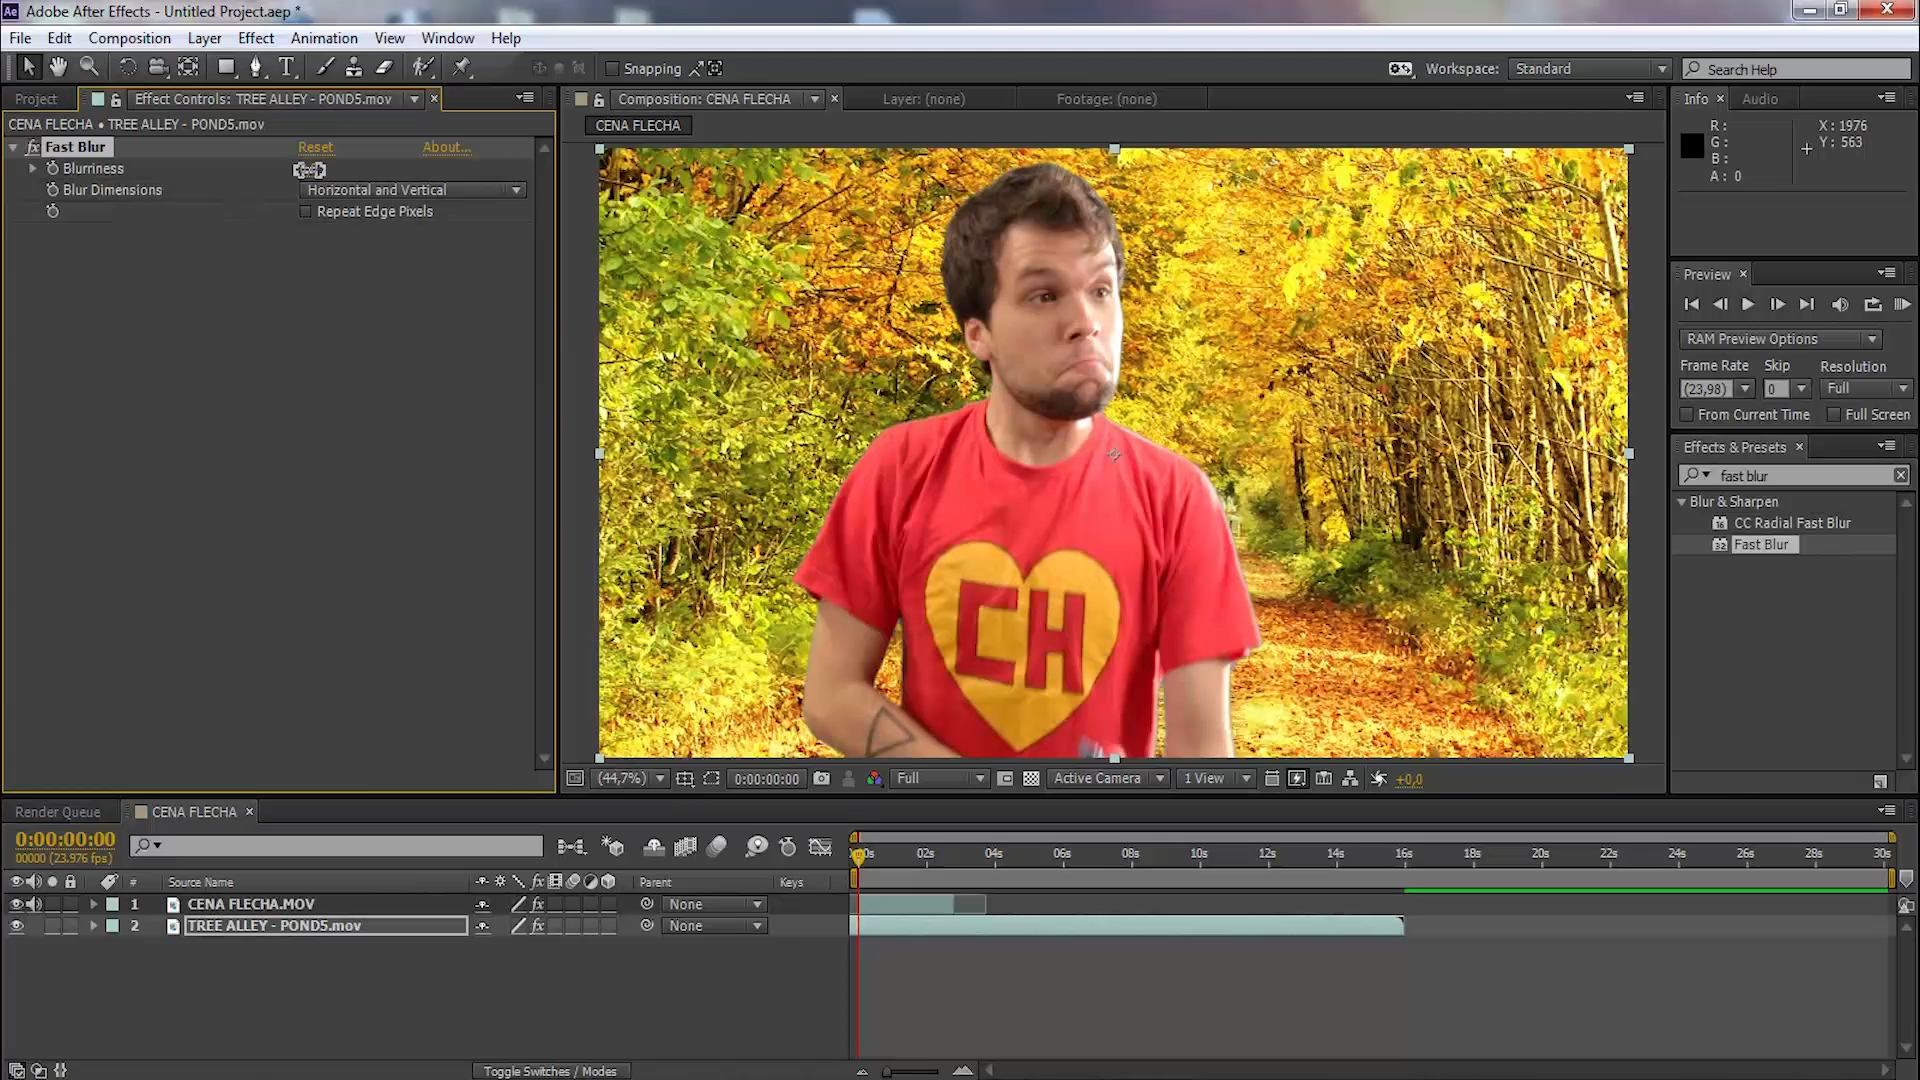 Ae Adobe After Effects - Untitled Project.aep *
File Edit Composition Layer Effect Animation View Window Help
Snapping Workspace: Standard Search Help
Project Effect Controls: TREE ALLEY - POND5.mov Composition: CENA FLECHA Layer: (none) Footage: (none) Info Audio
CENA FLECHA • TREE ALLEY - POND5.mov CENA FLECHA
R: X: 1976
G: Y: 563
B:
A: 0
fx Fast Blur Reset About...
Blurriness
Blur Dimensions Horizontal and Vertical
Repeat Edge Pixels
Preview
RAM Preview Options
Frame Rate Skip Resolution
(23,98) 0 Full
From Current Time Full Screen
Effects & Presets
fast blur
Blur & Sharpen
16 CC Radial Fast Blur
32 Fast Blur
CH
(44,7%) 0:00:00:00 Full Active Camera 1 View +0,0
Render Queue CENA FLECHA
0:00:00:00
00000 (23.976 fps)
02s 04s 06s 08s 10s 12s 14s 16s 18s 20s 22s 24s 26s 28s 30s
# Source Name fx Parent Keys
1 CENA FLECHA.MOV fx None
2 TREE ALLEY - POND5.mov fx None
Toggle Switches / Modes